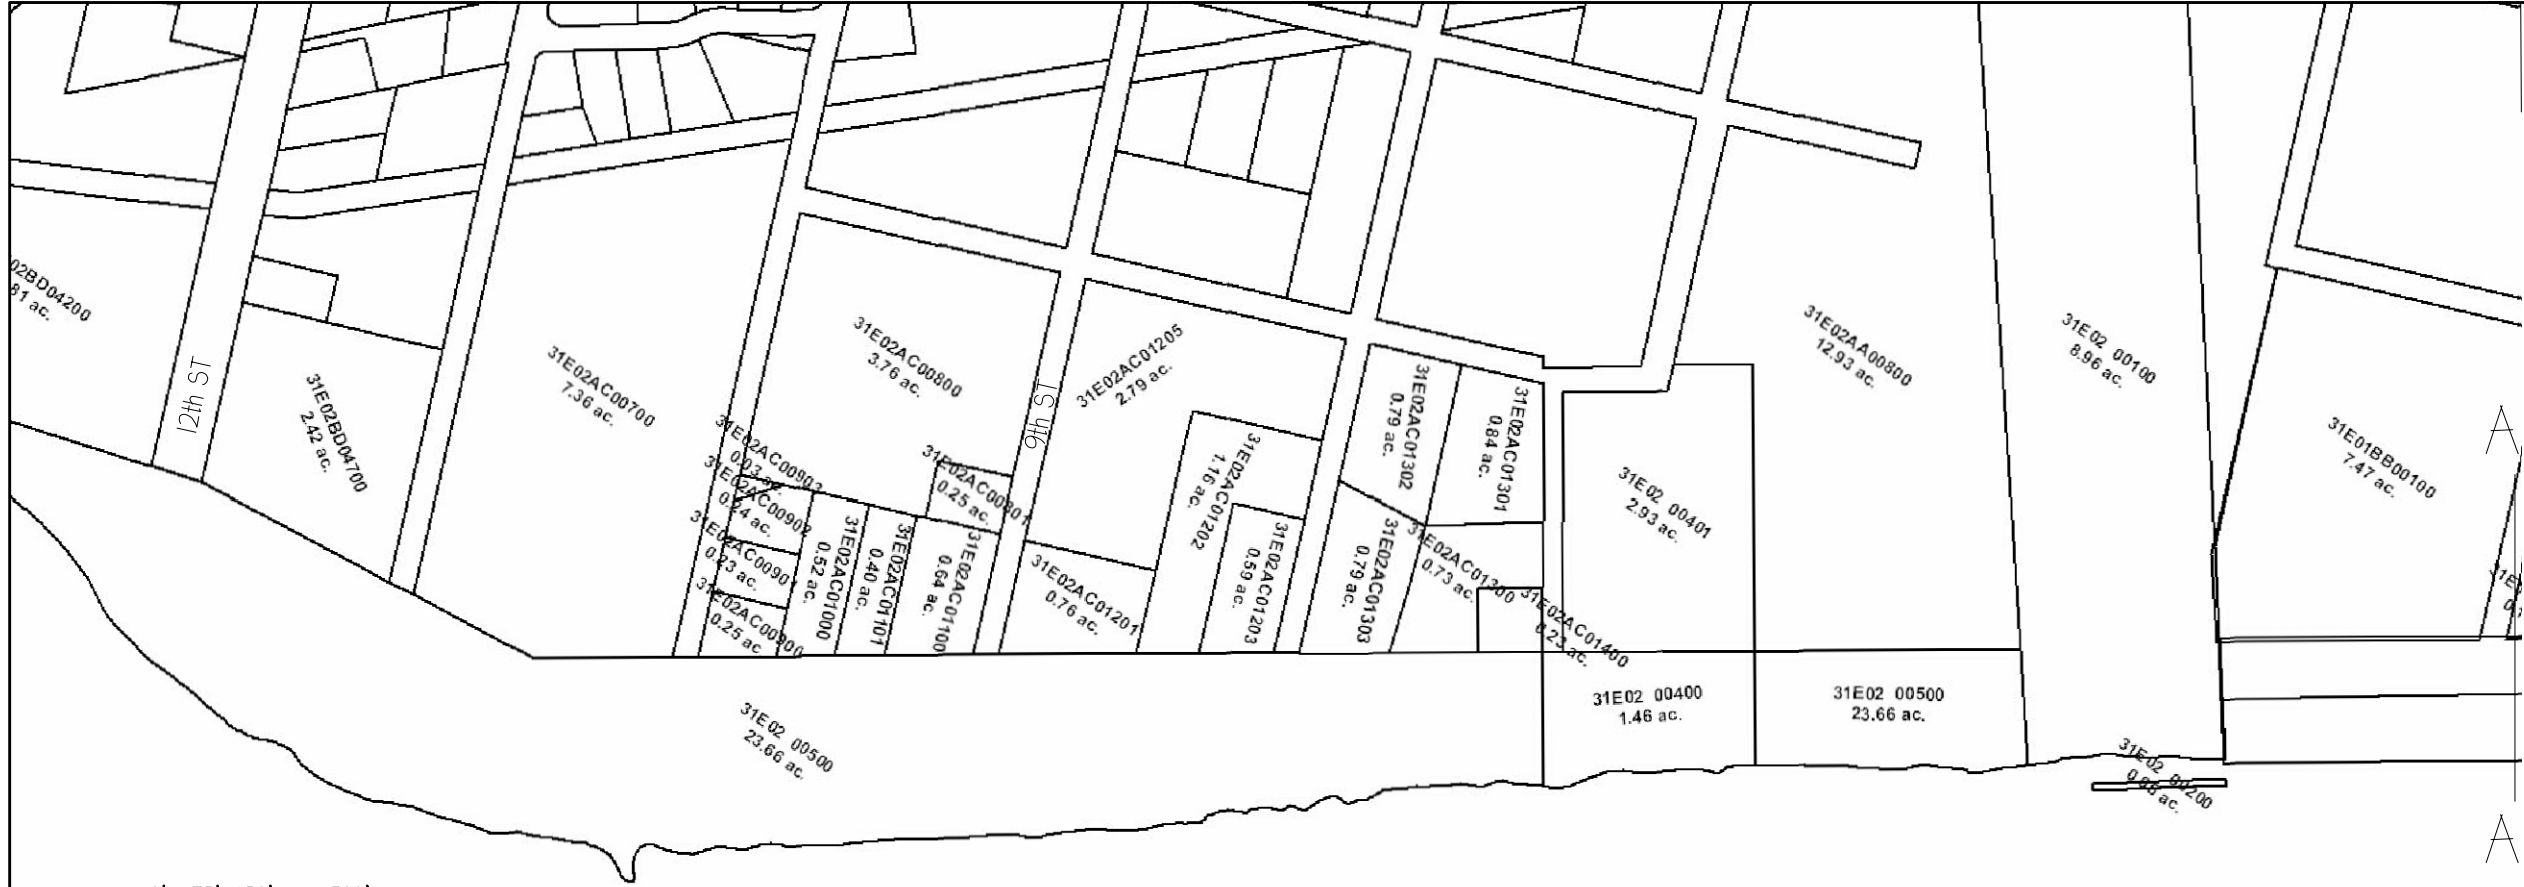 02BD04200
81 ac.
12th ST
31E02BD04700
2.42 ac.
31E02AC00700
7.36 ac.
31E02AC00800
3.76 ac.
9th ST
31E02AC01205
2.79 ac.
31E02AC00903
0.03 ac.
31E02AC00902
0.24 ac.
31E02AC00901
0.23 ac.
31E02AC00900
0.25 ac.
31E02AC00801
0.25 ac.
31E02AC01000
0.52 ac.
31E02AC01101
0.40 ac.
31E02AC01100
0.64 ac.
31E02AC01201
0.76 ac.
31E02AC01202
1.16 ac.
31E02AC01203
0.59 ac.
31E02AC01302
0.79 ac.
31E02AC01301
0.84 ac.
31E02AC01303
0.79 ac.
31E02AC01300
0.73 ac.
31E02AC01400
0.23 ac.
31E02 00401
2.93 ac.
31E02AA00800
12.93 ac.
31E02 00100
8.96 ac.
31E01BB00100
7.47 ac.
A
31E02 00500
23.66 ac.
31E02 00400
1.46 ac.
31E02 00500
23.66 ac.
31E02 00200
A